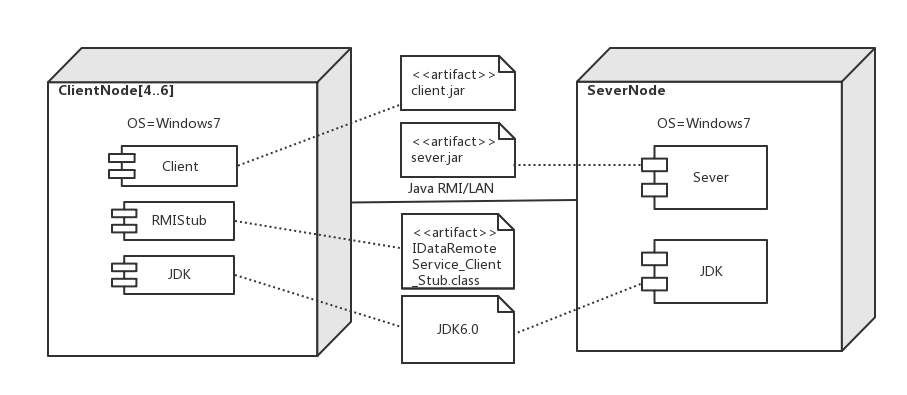 ClientNode[4..6]
OS=Windows7
Client
RMIStub
JDK
<<artifact>>
client.jar
<<artifact>>
sever.jar
Java RMI/LAN
<<artifact>>
IDataRemote
Service_Client
_Stub.class
JDK6.0
SeverNode
OS=Windows7
Sever
JDK